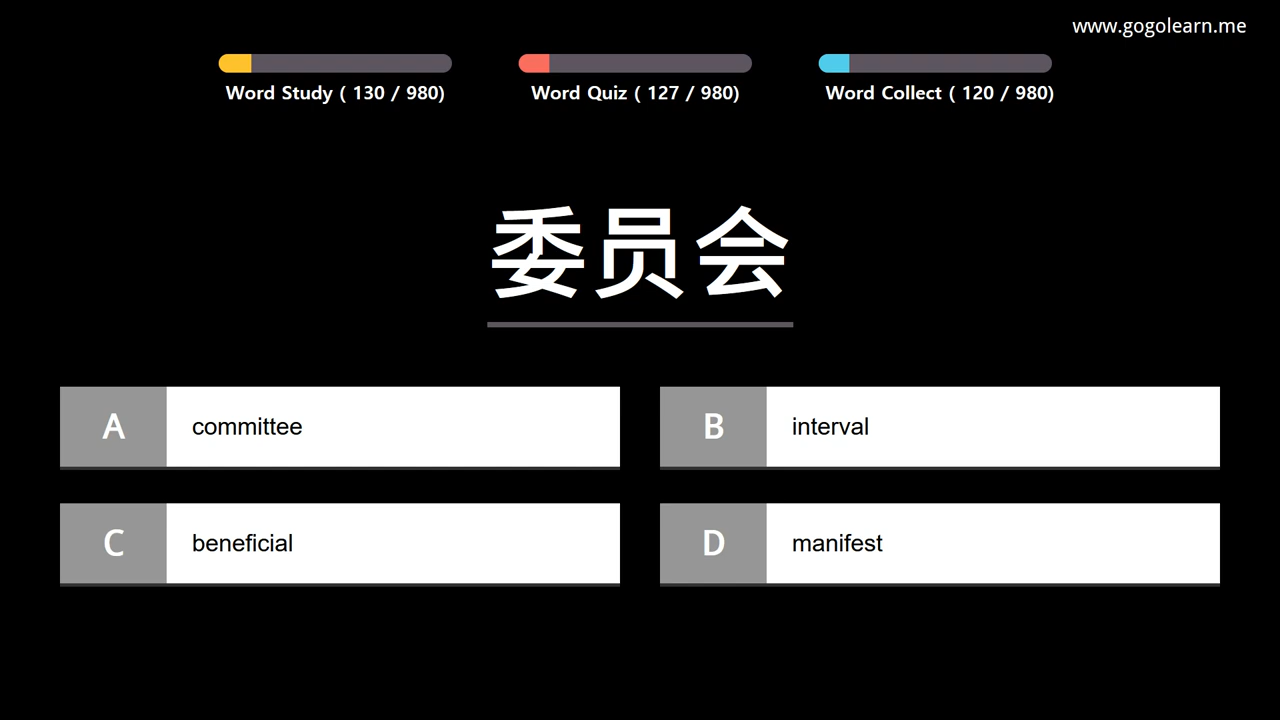 www.gogolearn.me
Word Study ( 130 / 980)
Word Quiz ( 127 / 980)
Word Collect ( 120 / 980)
委员会
A
committee
B
interval
C
beneficial
D
manifest